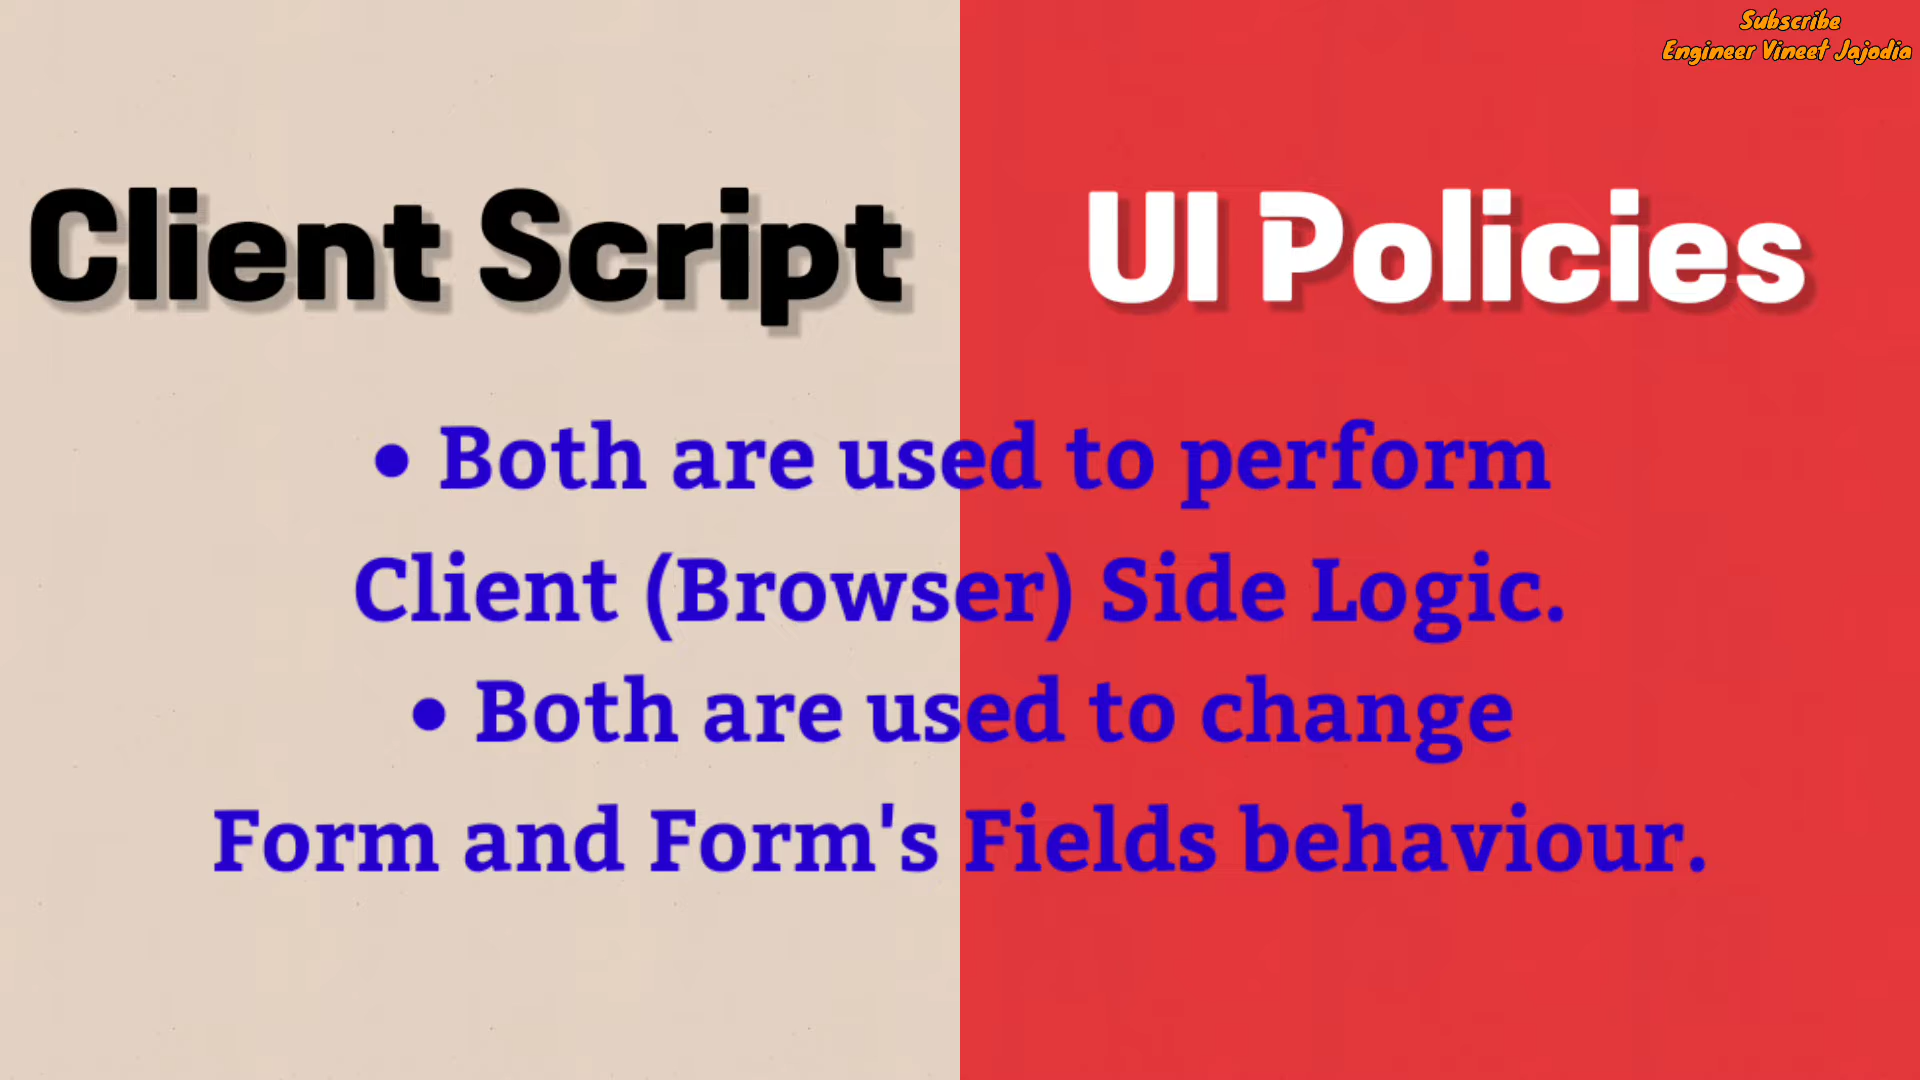 Subscribe
Engineer Vineet Jajodia
Client Script
UI Policies
• Both are used to perform
Client (Browser) Side Logic.
• Both are used to change
Form and Form's Fields behaviour.